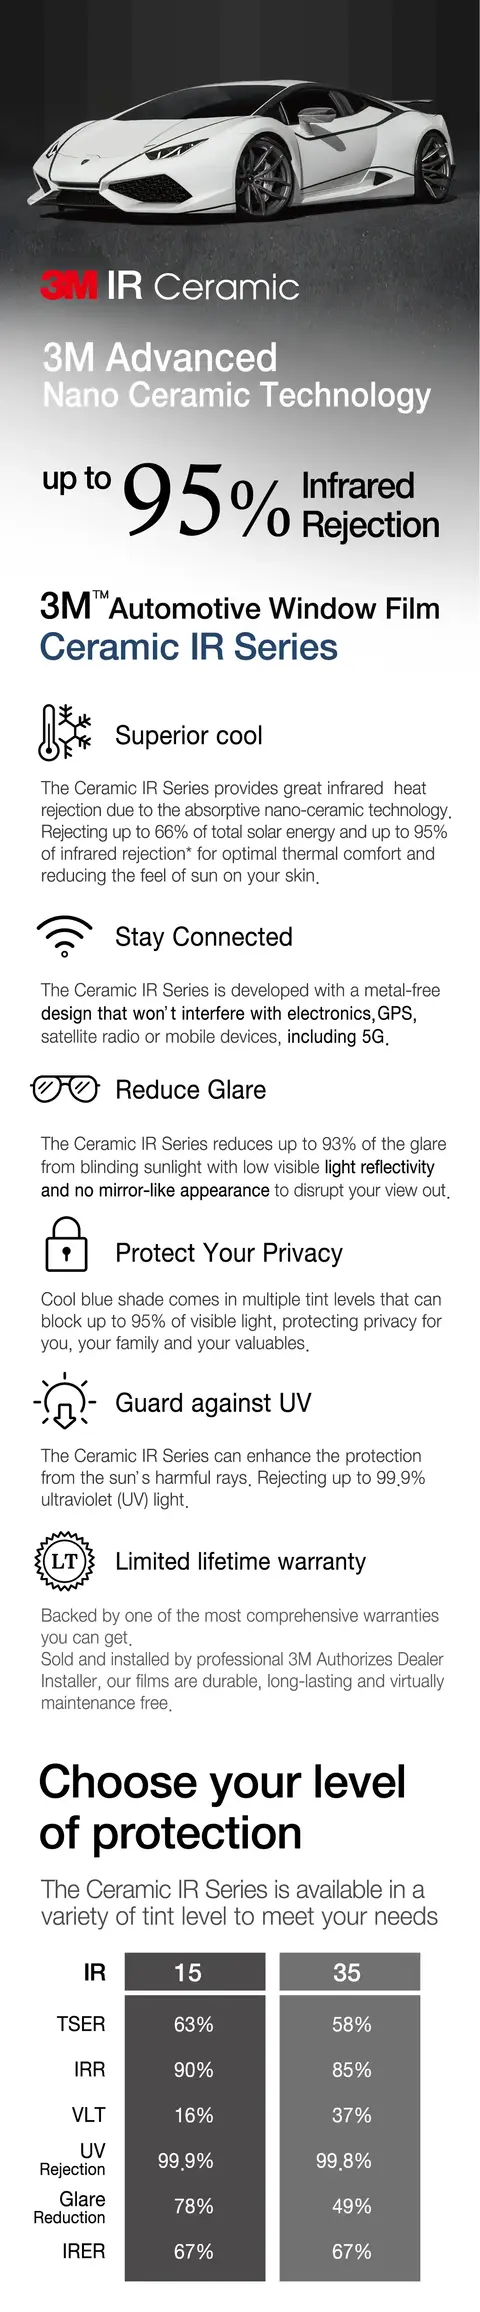 3M IR Ceramic
3M Advanced
Nano Ceramic Technology
up to 95% Infrared
Rejection
3M™ Automotive Window Film
Ceramic IR Series
Superior cool
The Ceramic IR Series provides great infrared heat
rejection due to the absorptive nano-ceramic technology.
Rejecting up to 66% of total solar energy and up to 95%
of infrared rejection* for optimal thermal comfort and
reducing the feel of sun on your skin.
Stay Connected
The Ceramic IR Series is developed with a metal-free
design that won't interfere with electronics,GPS,
satellite radio or mobile devices, including 5G.
Reduce Glare
The Ceramic IR Series reduces up to 93% of the glare
from blinding sunlight with low visible light reflectivity
and no mirror-like appearance to disrupt your view out.
Protect Your Privacy
Cool blue shade comes in multiple tint levels that can
block up to 95% of visible light, protecting privacy for
you, your family and your valuables.
Guard against UV
The Ceramic IR Series can enhance the protection
from the sun's harmful rays. Rejecting up to 99.9%
ultraviolet (UV) light.
LT
Limited lifetime warranty
Backed by one of the most comprehensive warranties
you can get.
Sold and installed by professional 3M Authorizes Dealer
Installer, our films are durable, long-lasting and virtually
maintenance free.
Choose your level
of protection
The Ceramic IR Series is available in a
variety of tint level to meet your needs
IR 15 35
TSER 63% 58%
IRR 90% 85%
VLT 16% 37%
UV
Rejection 99.9% 99.8%
Glare
Reduction 78% 49%
IRER 67% 67%